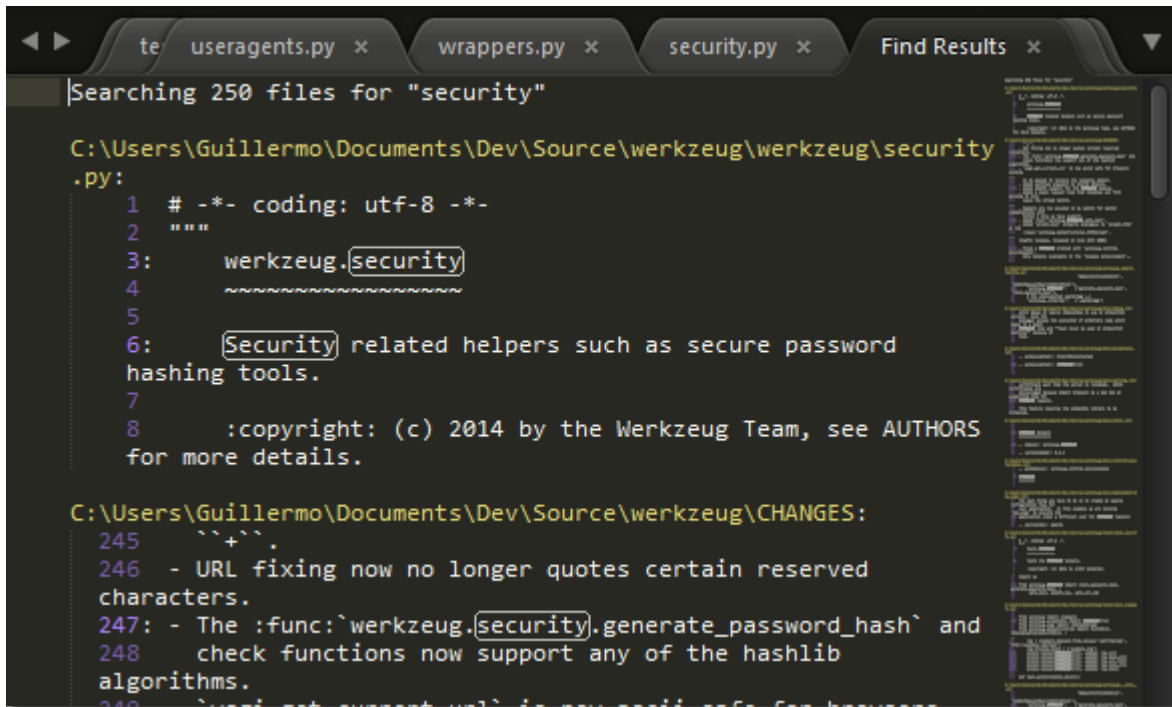 te useragents.py × wrappers.py × security.py × Find Results ×
Searching 250 files for "security"
C:\Users\Guillermo\Documents\Dev\Source\werkzeug\werkzeug\security
.py:
1 # -*- coding: utf-8 -*-
2 """
3: werkzeug.security
4 ~~~~~~~~~~~~~~~~~
5
6: Security related helpers such as secure password
hashing tools.
7
8 :copyright: (c) 2014 by the Werkzeug Team, see AUTHORS
for more details.
C:\Users\Guillermo\Documents\Dev\Source\werkzeug\CHANGES:
245 ``+``.
246 - URL fixing now no longer quotes certain reserved
characters.
247: - The :func:`werkzeug.security.generate_password_hash` and
248 check functions now support any of the hashlib
algorithms.